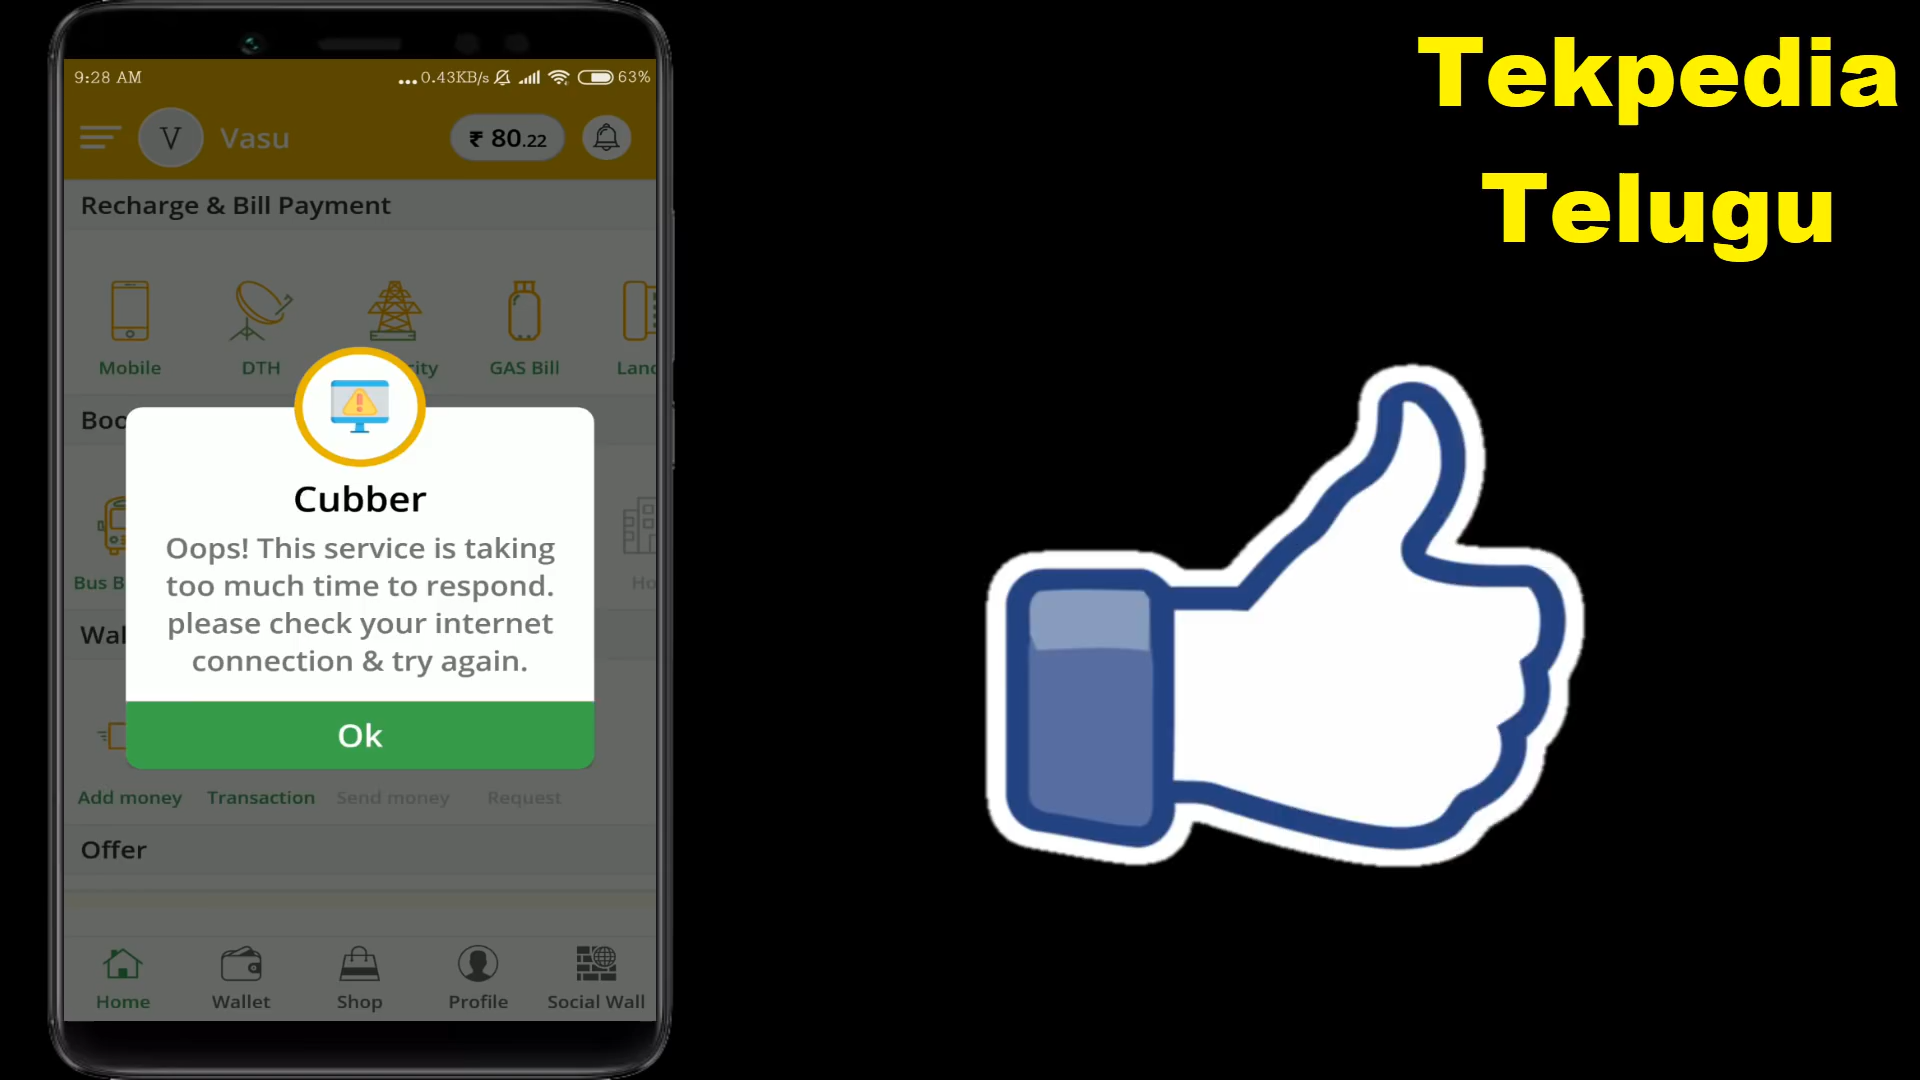 Tekpedia
Telugu
9:28 AM
...0.43KB/s
63%
V
Vasu
₹ 80.22
Recharge & Bill Payment
Mobile
DTH
GAS Bill
Cubber
Oops! This service is taking
too much time to respond.
please check your internet
connection & try again.
Ok
Add money
Transaction
Send money
Request
Offer
Home
Wallet
Shop
Profile
Social Wall